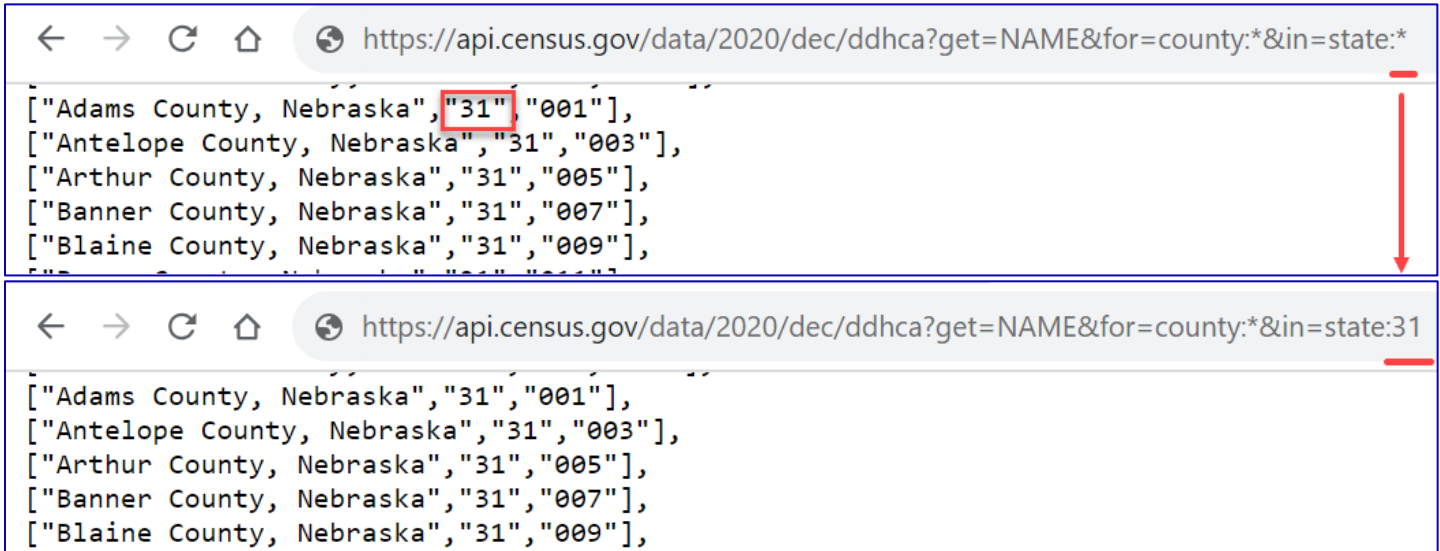 https://api.census.gov/data/2020/dec/ddhca?get=NAME&for=county:*&in=state:*
["Adams County, Nebraska","31","001"],
["Antelope County, Nebraska","31","003"],
["Arthur County, Nebraska","31","005"],
["Banner County, Nebraska","31","007"],
["Blaine County, Nebraska","31","009"],
https://api.census.gov/data/2020/dec/ddhca?get=NAME&for=county:*&in=state:31
["Adams County, Nebraska","31","001"],
["Antelope County, Nebraska","31","003"],
["Arthur County, Nebraska","31","005"],
["Banner County, Nebraska","31","007"],
["Blaine County, Nebraska","31","009"],